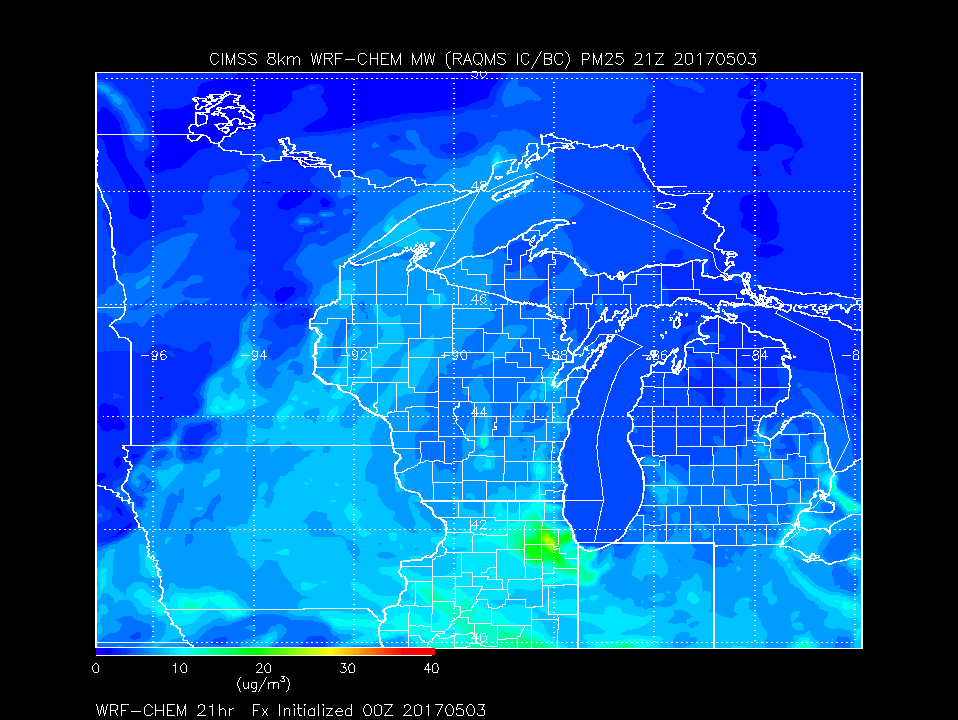 CIMSS 8km WRF-CHEM MW (RAQMS IC/BC) PM25 21Z 20170503
50
48
46
-96 -94 -92 -90 -88 -86 -84 -8
44
42
40
0 10 20 30 40
(ug/m³)
WRF-CHEM 21hr Fx Initialized 00Z 20170503